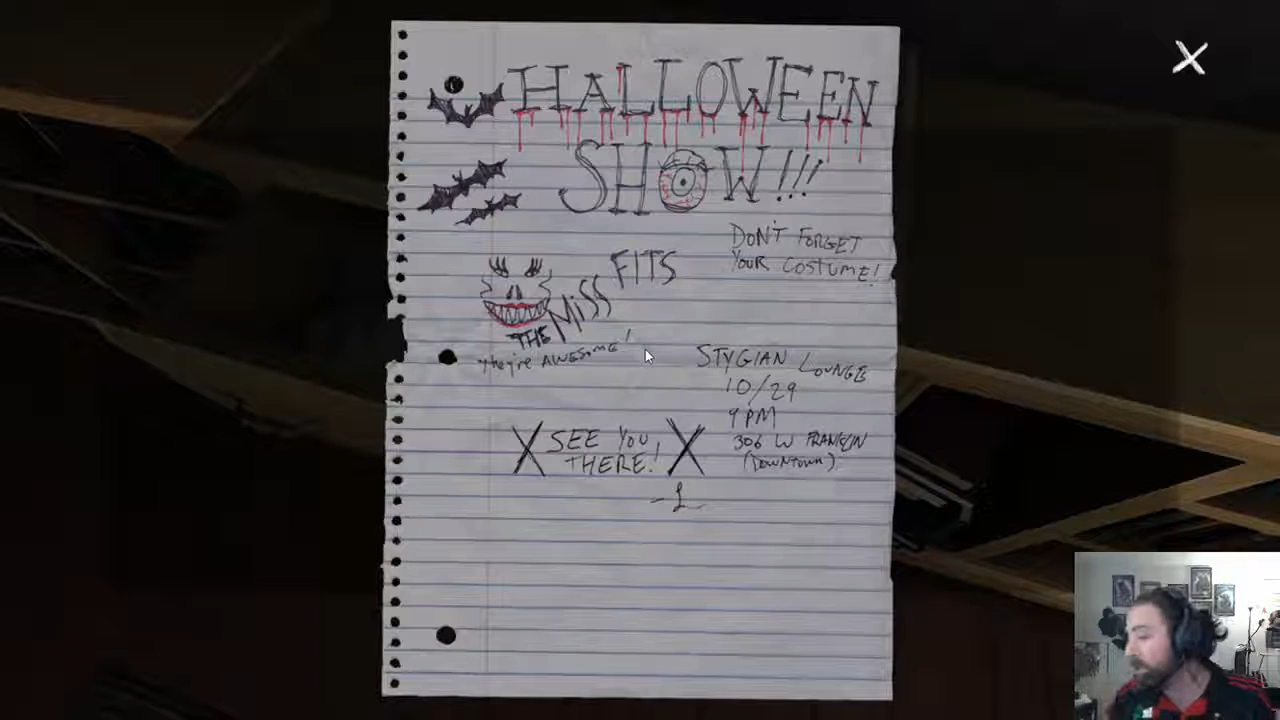 HALLOWEEN
SHOW!!!
DON'T FORGET
YOUR COSTUME!
THE MISS FITS
They're AWESOME!
STYGIAN LOUNGE
10/29
9PM
306 W FRANKLIN
(DOWNTOWN)
X SEE YOU X
THERE!
-L